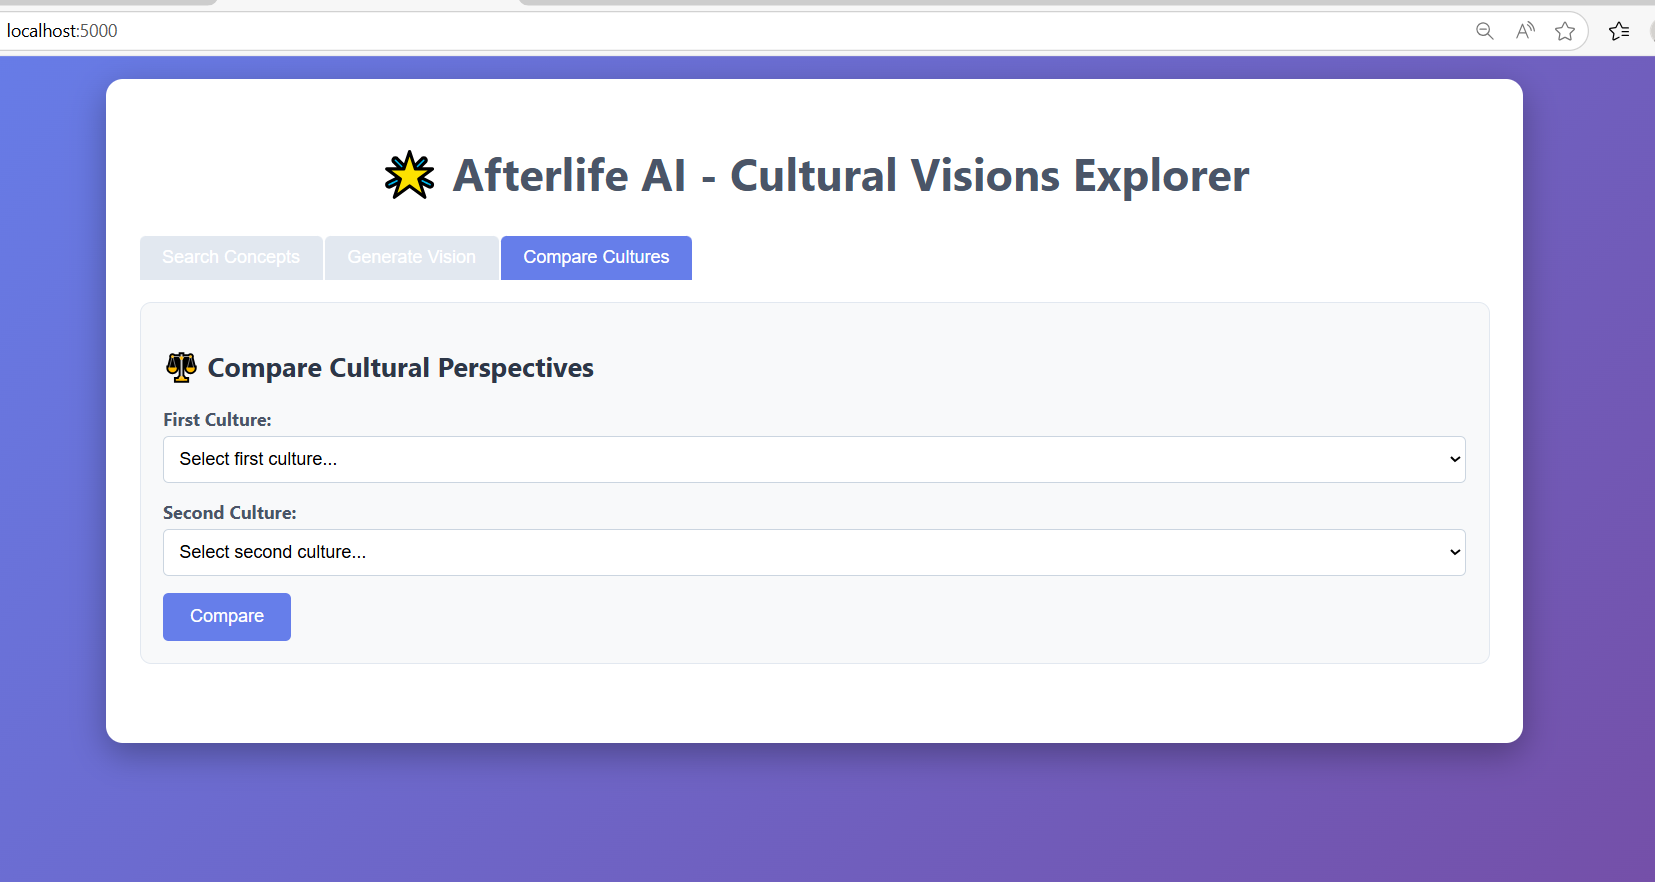 localhost:5000
Afterlife AI - Cultural Visions Explorer
Search Concepts Generate Vision Compare Cultures
Compare Cultural Perspectives
First Culture:
Select first culture...
Second Culture:
Select second culture...
Compare